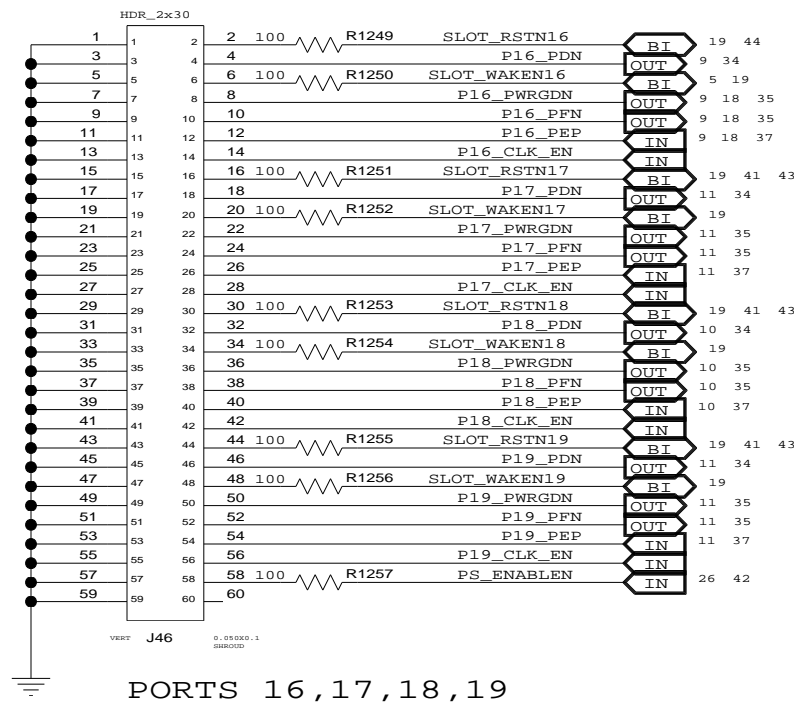 HDR_2x30
1 1 2 2 100 R1249 SLOT_RSTN16 BI 19 44
3 3 4 4 P16_PDN OUT 9 34
5 5 6 6 100 R1250 SLOT_WAKEN16 BI 5 19
7 7 8 8 P16_PWRGDN OUT 9 18 35
9 9 10 10 P16_PFN OUT 9 18 35
11 11 12 12 P16_PEP IN 9 18 37
13 13 14 14 P16_CLK_EN IN
15 15 16 16 100 R1251 SLOT_RSTN17 BI 19 41 43
17 17 18 18 P17_PDN OUT 11 34
19 19 20 20 100 R1252 SLOT_WAKEN17 BI 19
21 21 22 22 P17_PWRGDN OUT 11 35
23 23 24 24 P17_PFN OUT 11 35
25 25 26 26 P17_PEP IN 11 37
27 27 28 28 P17_CLK_EN IN
29 29 30 30 100 R1253 SLOT_RSTN18 BI 19 41 43
31 31 32 32 P18_PDN OUT 10 34
33 33 34 34 100 R1254 SLOT_WAKEN18 BI 19
35 35 36 36 P18_PWRGDN OUT 10 35
37 37 38 38 P18_PFN OUT 10 35
39 39 40 40 P18_PEP IN 10 37
41 41 42 42 P18_CLK_EN IN
43 43 44 44 100 R1255 SLOT_RSTN19 BI 19 41 43
45 45 46 46 P19_PDN OUT 11 34
47 47 48 48 100 R1256 SLOT_WAKEN19 BI 19
49 49 50 50 P19_PWRGDN OUT 11 35
51 51 52 52 P19_PFN OUT 11 35
53 53 54 54 P19_PEP IN 11 37
55 55 56 56 P19_CLK_EN IN
57 57 58 58 100 R1257 PS_ENABLEN IN 26 42
59 59 60 60
VERT J46 0.050X0.1
SHROUD
PORTS 16,17,18,19